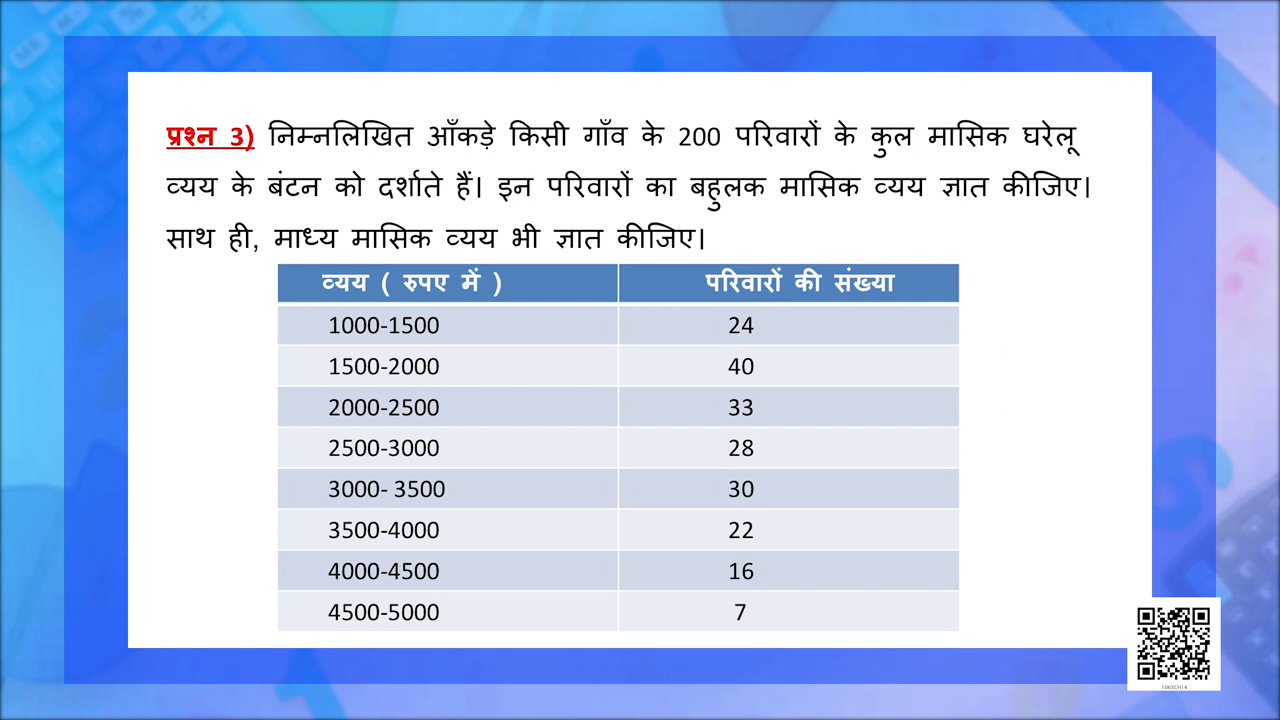 प्रश्न 3) निम्नलिखित आँकड़े किसी गाँव के 200 परिवारों के कुल मासिक घरेलू
व्यय के बंटन को दर्शाते हैं। इन परिवारों का बहुलक मासिक व्यय ज्ञात कीजिए।
साथ ही, माध्य मासिक व्यय भी ज्ञात कीजिए।
व्यय ( रुपए में ) परिवारों की संख्या
1000-1500 24
1500-2000 40
2000-2500 33
2500-3000 28
3000- 3500 30
3500-4000 22
4000-4500 16
4500-5000 7
1063CH14